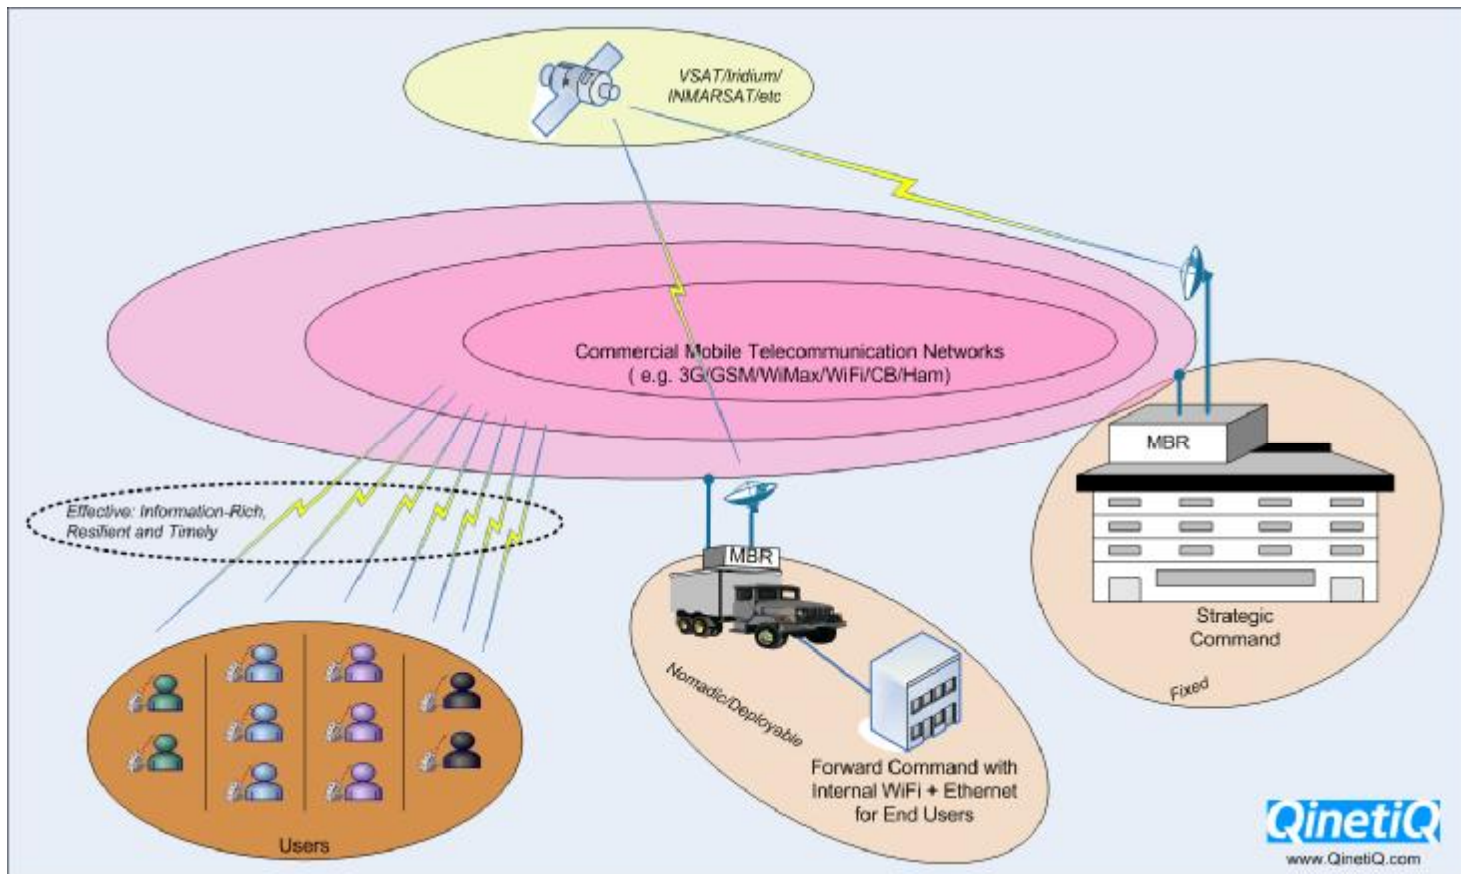 VSAT/Iridium/
INMARSAT/etc
Commercial Mobile Telecommunication Networks
( e.g. 3G/GSM/WiMax/WiFi/CB/Ham)
MBR
Effective: Information-Rich,
Resilient and Timely
MBR
Strategic
Command
Fixed
Nomadic/Deployable
Forward Command with
Internal WiFi + Ethernet
for End Users
Users
QinetiQ
www.QinetiQ.com